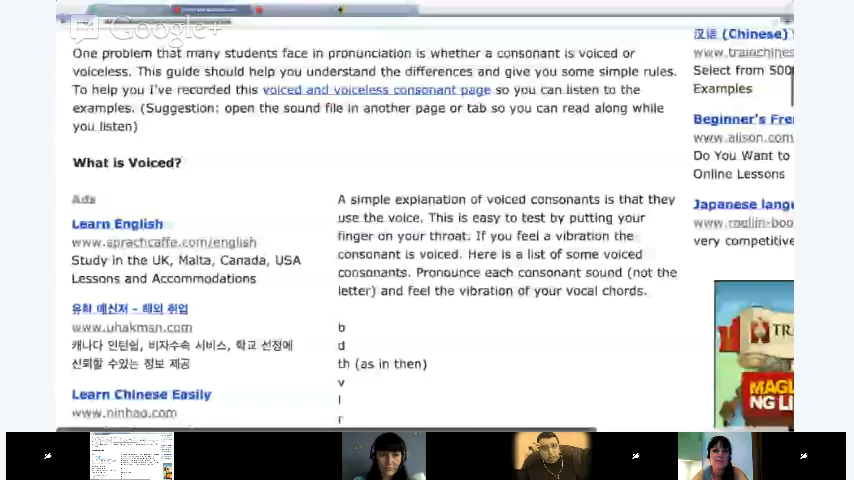 Google+
One problem that many students face in pronunciation is whether a consonant is voiced or
voiceless. This guide should help you understand the differences and give you some simple rules.
To help you I've recorded this voiced and voiceless consonant page so you can listen to the
examples. (Suggestion: open the sound file in another page or tab so you can read along while
you listen)
What is Voiced?
Ads
Learn English
www.sprachcaffe.com/english
Study in the UK, Malta, Canada, USA
Lessons and Accommodations
유학 메신저 - 해외 취업
www.uhakmsn.com
캐나다 인턴쉽, 비자수속 서비스, 학교 선정에
신뢰할 수있는 정보 제공
Learn Chinese Easily
www.ninhao.com
A simple explanation of voiced consonants is that they
use the voice. This is easy to test by putting your
finger on your throat. If you feel a vibration the
consonant is voiced. Here is a list of some voiced
consonants. Pronounce each consonant sound (not the
letter) and feel the vibration of your vocal chords.
b
d
th (as in then)
v
l
r
汉语 (Chinese)
www.trainchines
Select from 500
Examples
Beginner's Fre
www.alison.com
Do You Want to
Online Lessons
Japanese langu
very competitive
TR
MAGL
NG LI